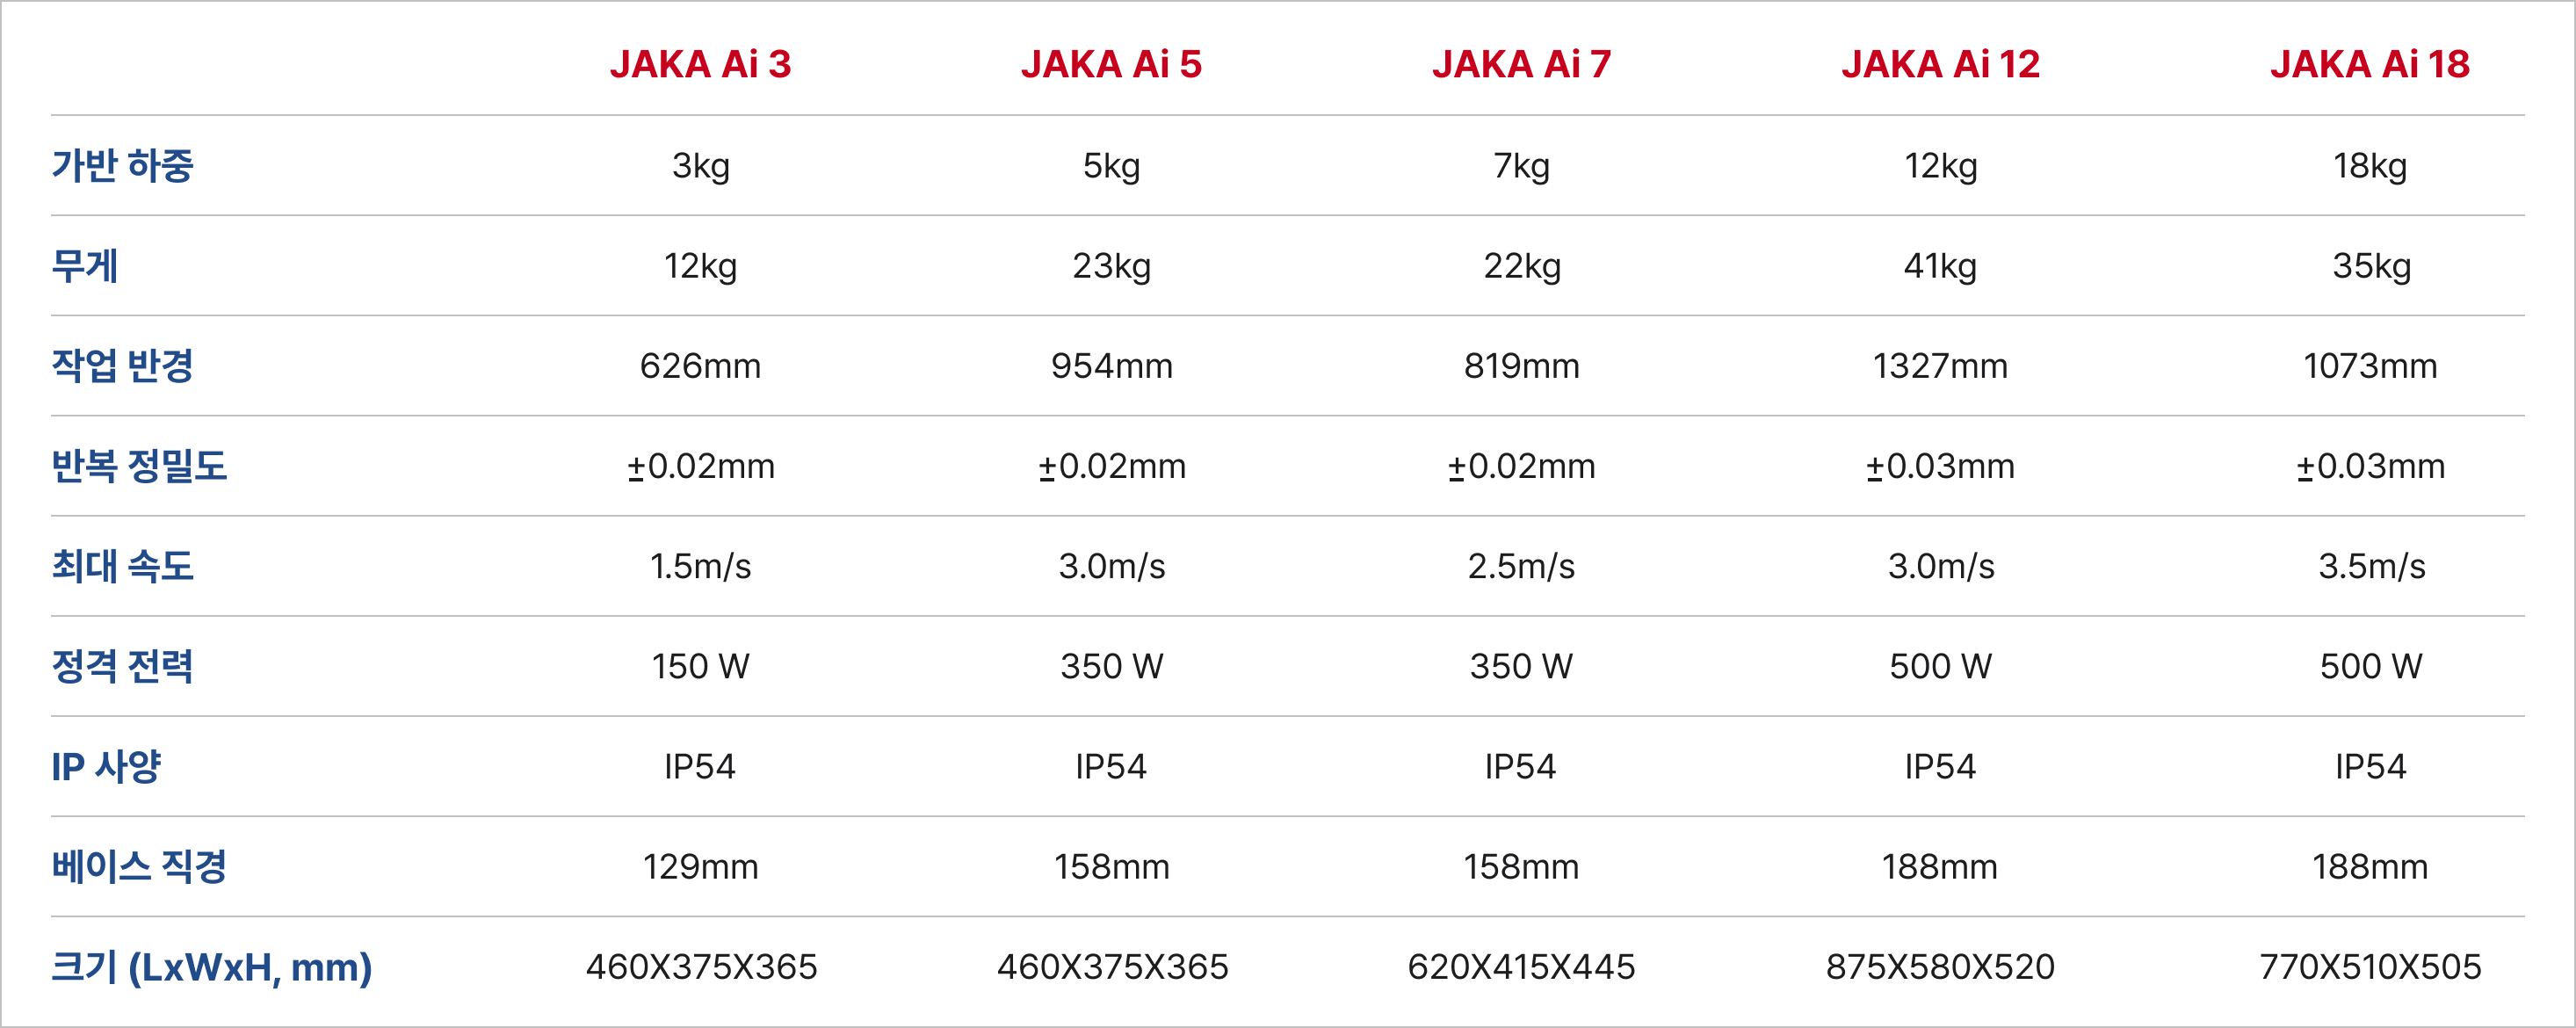 JAKA Ai 3 JAKA Ai 5 JAKA Ai 7 JAKA Ai 12 JAKA Ai 18
가반 하중 3kg 5kg 7kg 12kg 18kg
무게 12kg 23kg 22kg 41kg 35kg
작업 반경 626mm 954mm 819mm 1327mm 1073mm
반복 정밀도 ±0.02mm ±0.02mm ±0.02mm ±0.03mm ±0.03mm
최대 속도 1.5m/s 3.0m/s 2.5m/s 3.0m/s 3.5m/s
정격 전력 150 W 350 W 350 W 500 W 500 W
IP 사양 IP54 IP54 IP54 IP54 IP54
베이스 직경 129mm 158mm 158mm 188mm 188mm
크기 (LxWxH, mm) 460X375X365 460X375X365 620X415X445 875X580X520 770X510X505